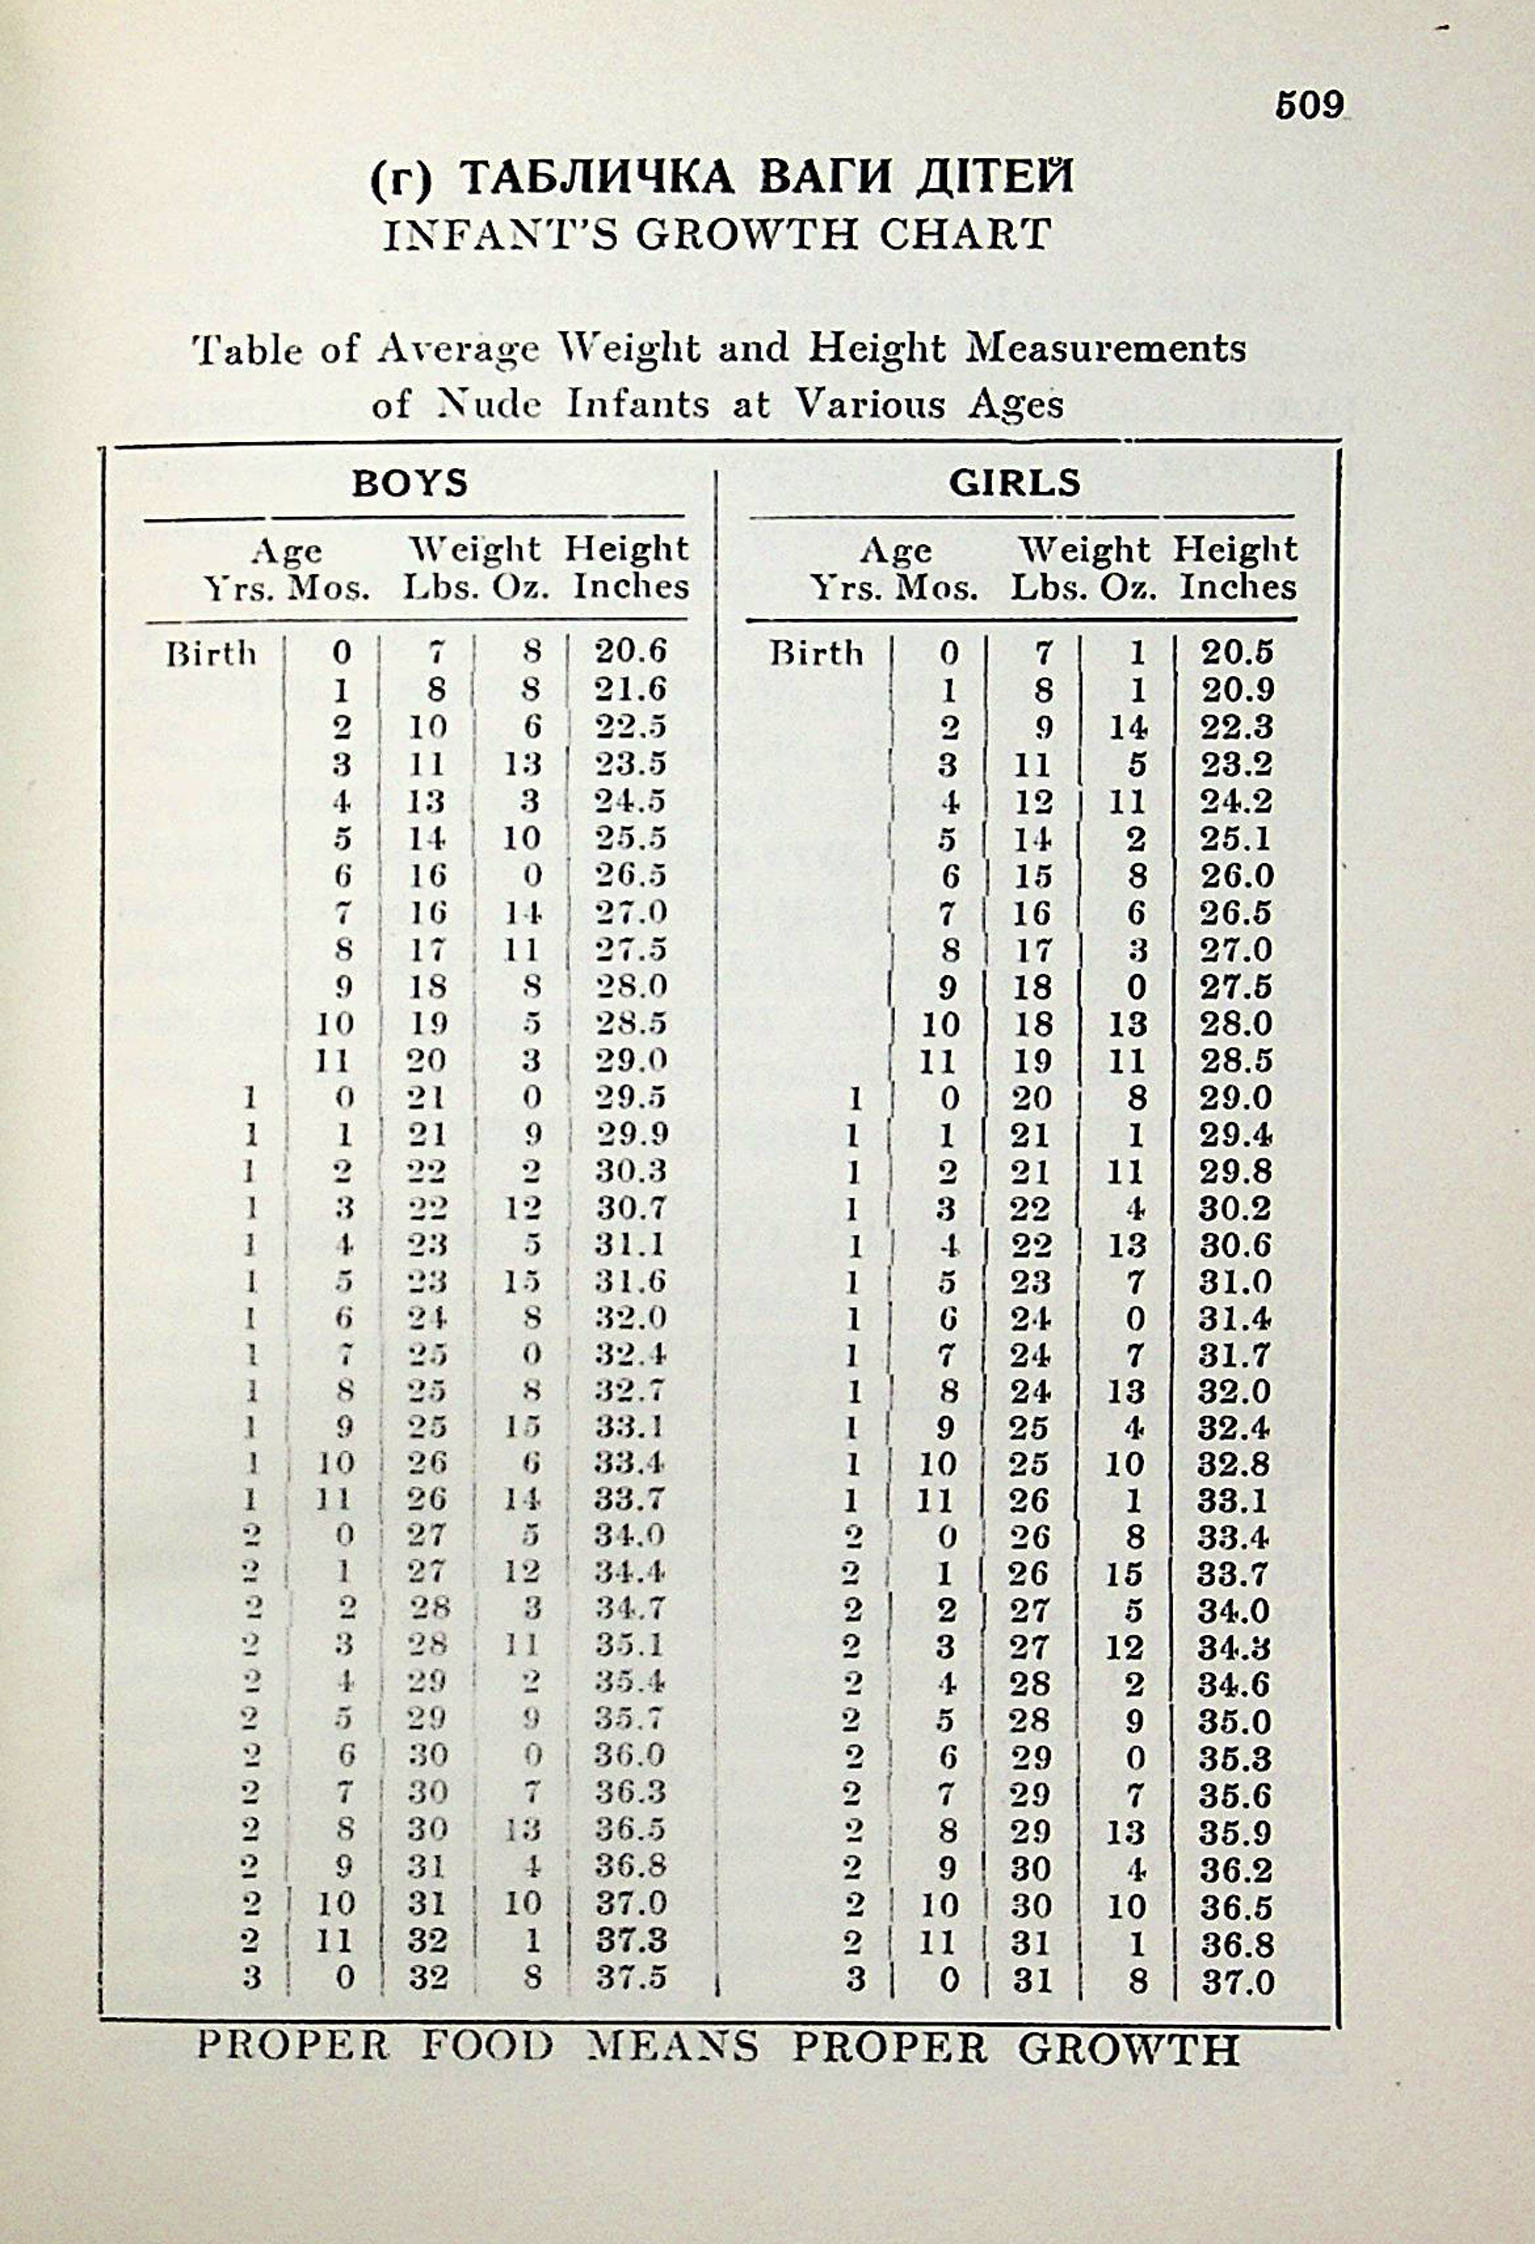 509
(г) ТАБЛИЧКА ВАГИ ДІТЕЙ
INFANT'S GROWTH CHART
Table of Average Weight and Height Measurements
of Nude Infants at Various Ages
BOYS GIRLS
Age Weight Height Age Weight Height
Yrs. Mos. Lbs. Oz. Inches Yrs. Mos. Lbs. Oz. Inches
Birth 0 7 8 20.6 Birth 0 7 1 20.5
1 8 8 21.6 1 8 1 20.9
2 10 6 22.5 2 9 14 22.3
3 11 13 23.5 3 11 5 23.2
4 13 3 24.5 4 12 11 24.2
5 14 10 25.5 5 14 2 25.1
6 16 0 26.5 6 15 8 26.0
7 16 14 27.0 7 16 6 26.5
8 17 11 27.5 8 17 3 27.0
9 18 8 28.0 9 18 0 27.5
10 19 5 28.5 10 18 13 28.0
11 20 3 29.0 11 19 11 28.5
1 0 21 0 29.5 1 0 20 8 29.0
1 1 21 9 29.9 1 1 21 1 29.4
1 2 22 2 30.3 1 2 21 11 29.8
1 3 22 12 30.7 1 3 22 4 30.2
1 4 23 5 31.1 1 4 22 13 30.6
1 5 23 15 31.6 1 5 23 7 31.0
1 6 24 8 32.0 1 6 24 0 31.4
1 7 25 0 32.4 1 7 24 7 31.7
1 8 25 8 32.7 1 8 24 13 32.0
1 9 25 15 33.1 1 9 25 4 32.4
1 10 26 6 33.4 1 10 25 10 32.8
1 11 26 14 33.7 1 11 26 1 33.1
2 0 27 5 34.0 2 0 26 8 33.4
2 1 27 12 34.4 2 1 26 15 33.7
2 2 28 3 34.7 2 2 27 5 34.0
2 3 28 11 35.1 2 3 27 12 34.3
2 4 29 2 35.4 2 4 28 2 34.6
2 5 29 9 35.7 2 5 28 9 35.0
2 6 30 0 36.0 2 6 29 0 35.3
2 7 30 7 36.3 2 7 29 7 35.6
2 8 30 13 36.5 2 8 29 13 35.9
2 9 31 4 36.8 2 9 30 4 36.2
2 10 31 10 37.0 2 10 30 10 36.5
2 11 32 1 37.3 2 11 31 1 36.8
3 0 32 8 37.5 3 0 31 8 37.0
PROPER FOOD MEANS PROPER GROWTH